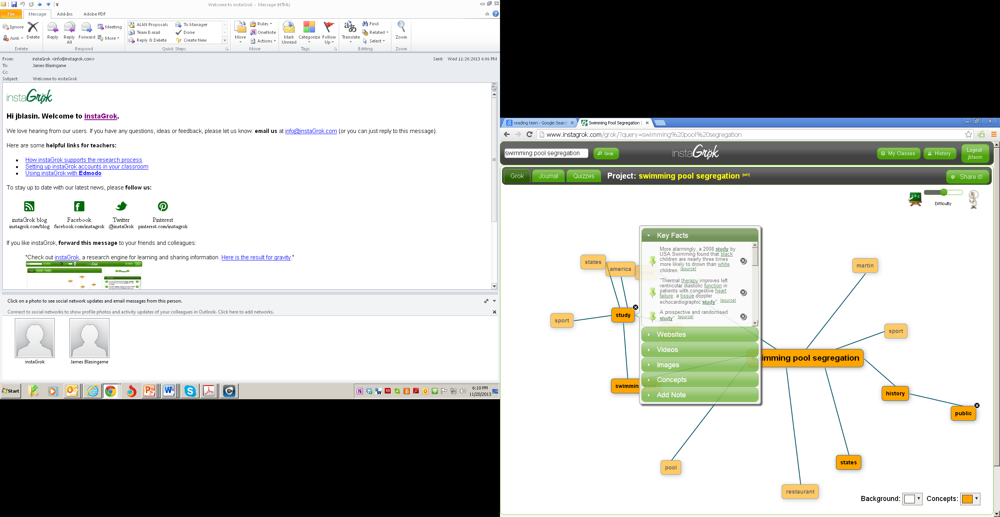 Welcome to instaGrok - Message (HTML)
File
Message
Add-Ins
Adobe PDF
Ignore
Junk
Delete
Reply
Reply All
Forward
Meeting
More
ALAN Proposals
Team E-mail
Reply & Delete
To Manager
Done
Create New
Move
Rules
OneNote
Actions
Mark Unread
Categorize
Follow Up
Translate
Find
Related
Select
Zoom
Delete
Respond
Quick Steps
Move
Tags
Editing
Zoom
From: instaGrok <info@instagrok.com>
Sent: Wed 11/20/2013 6:06 PM
To: James Blasingame
Cc:
Subject: Welcome to instaGrok
instaGrok
Hi jblasin. Welcome to instaGrok.
We love hearing from our users. If you have any questions, ideas or feedback, please let us know: email us at info@instaGrok.com (or you can just reply to this message).
Here are some helpful links for teachers:
How instaGrok supports the research process
Setting up instaGrok accounts in your classroom
Using instaGrok with Edmodo
To stay up to date with our latest news, please follow us:
instaGrok blog
instagrok.com/blog
Facebook
facebook.com/instagrok
Twitter
@instaGrok
Pinterest
pinterest.com/instagrok
If you like instaGrok, forward this message to your friends and colleagues:
"Check out instaGrok, a research engine for learning and sharing information. Here is the result for gravity."
Click on a photo to see social network updates and email messages from this person.
Connect to social networks to show profile photos and activity updates of your colleagues in Outlook. Click here to add networks.
instaGrok
James Blasingame
Start
6:10 PM
11/20/2013
reading teen - Google Search
Swimming Pool Segregation |
www.instagrok.com/grok/?query=swimming%20pool%20segregation
swimming pool segregation
Grok
instaGrok
My Classes
History
Logout
jblasin
Grok
Journal
Quizzes
Project: swimming pool segregation [edit]
Share it!
a b c
Difficulty
Key Facts
More alarmingly, a 2008 study by
USA Swimming found that black
children are nearly three times
more likely to drown than white
children. [source]
"Thermal therapy improves left
ventricular diastolic function in
patients with congestive heart
failure: a tissue doppler
echocardiographic study". [source]
A prospective and randomised
study". [source]
Websites
Videos
Images
Concepts
Add Note
states
america
towel
martin
sport
study
heart
sport
swimming pool segregation
swimming pool
history
public
pool
states
restaurant
Background:
Concepts: